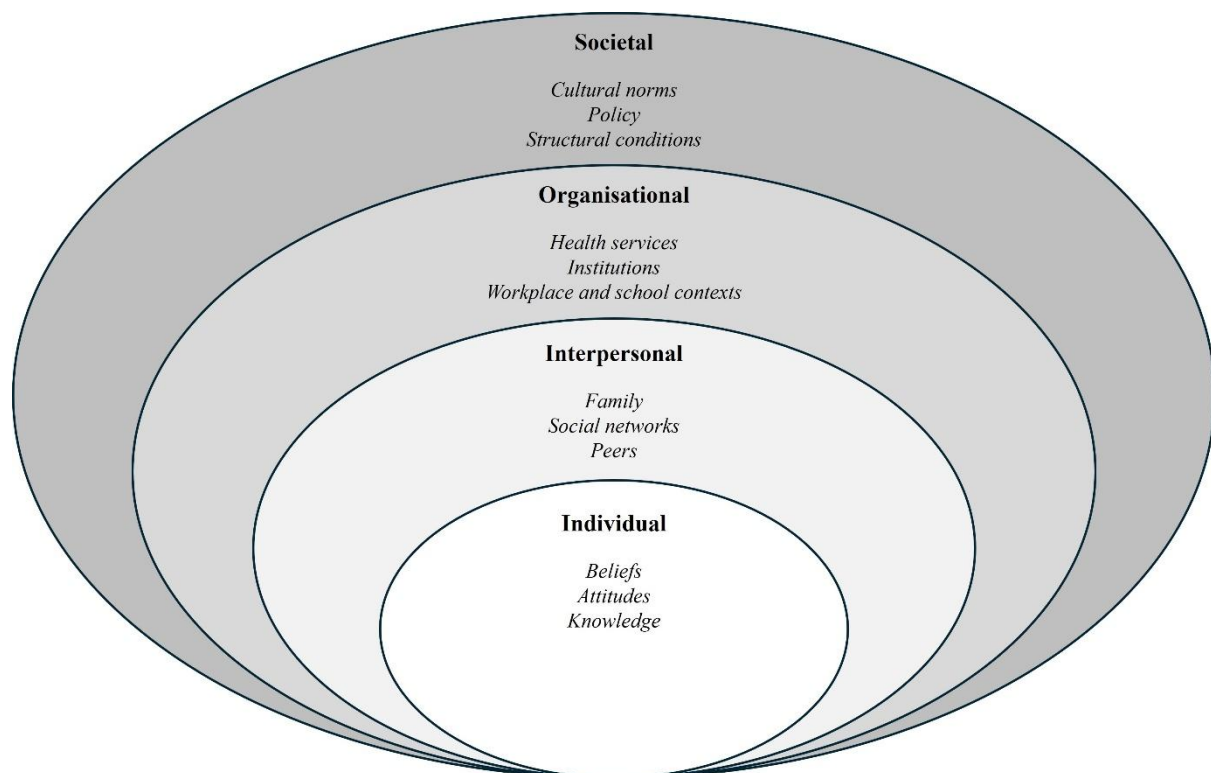 Societal
Cultural norms
Policy
Structural conditions
Organisational
Health services
Institutions
Workplace and school contexts
Interpersonal
Family
Social networks
Peers
Individual
Beliefs
Attitudes
Knowledge